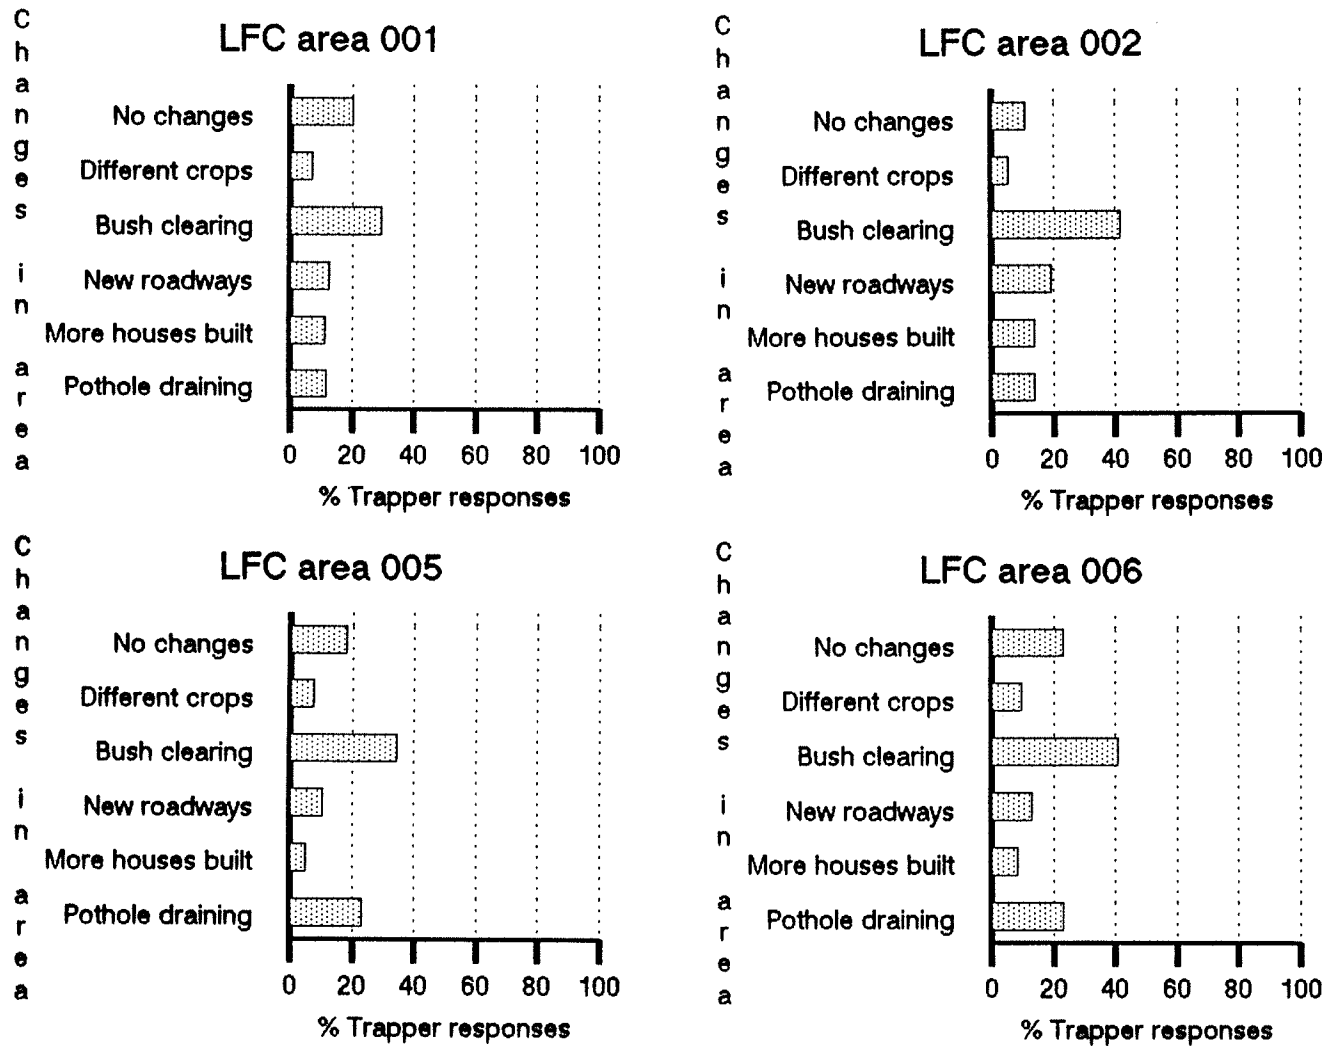 LFC area 001
Changes in area
No changes
Different crops
Bush clearing
New roadways
More houses built
Pothole draining
0 20 40 60 80 100
% Trapper responses
LFC area 002
Changes in area
No changes
Different crops
Bush clearing
New roadways
More houses built
Pothole draining
0 20 40 60 80 100
% Trapper responses
LFC area 005
Changes in area
No changes
Different crops
Bush clearing
New roadways
More houses built
Pothole draining
0 20 40 60 80 100
% Trapper responses
LFC area 006
Changes in area
No changes
Different crops
Bush clearing
New roadways
More houses built
Pothole draining
0 20 40 60 80 100
% Trapper responses